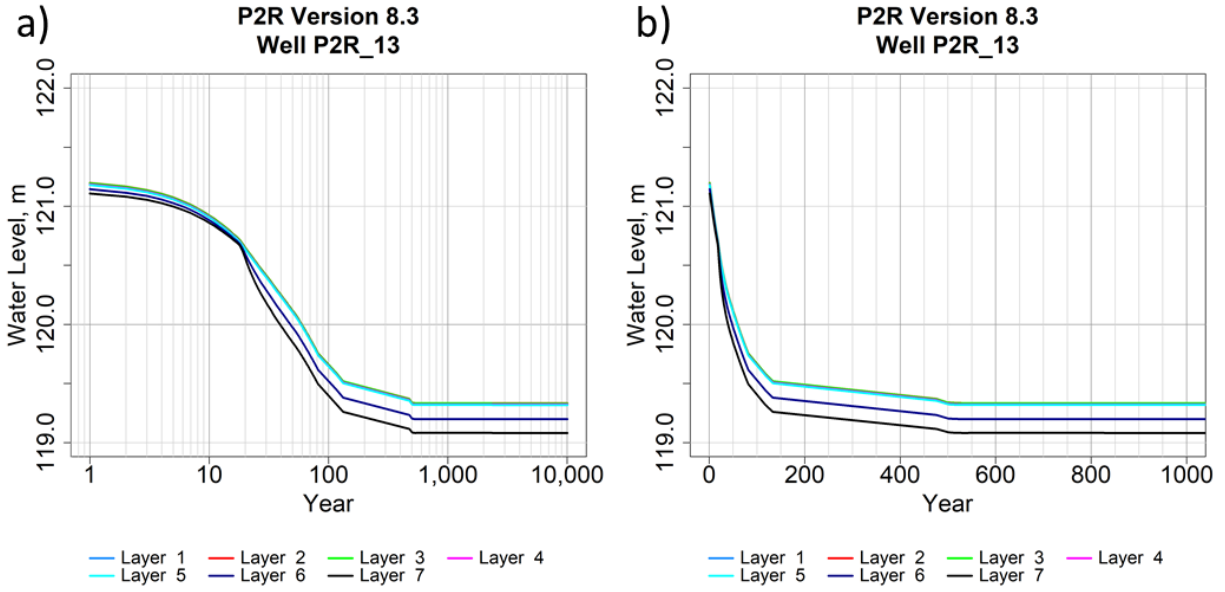 a)
P2R Version 8.3
Well P2R_13
Water Level, m
122.0
121.0
120.0
119.0
1 10 100 1,000 10,000
Year
Layer 1 Layer 2 Layer 3 Layer 4
Layer 5 Layer 6 Layer 7
b)
P2R Version 8.3
Well P2R_13
Water Level, m
122.0
121.0
120.0
119.0
0 200 400 600 800 1000
Year
Layer 1 Layer 2 Layer 3 Layer 4
Layer 5 Layer 6 Layer 7